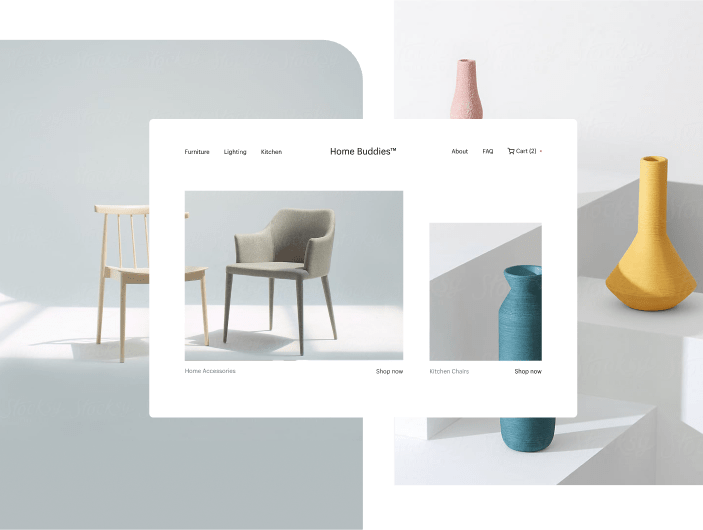 Furniture Lighting Kitchen Home Buddies™ About FAQ Cart (2)
Home Accessories Shop now Kitchen Chairs Shop now